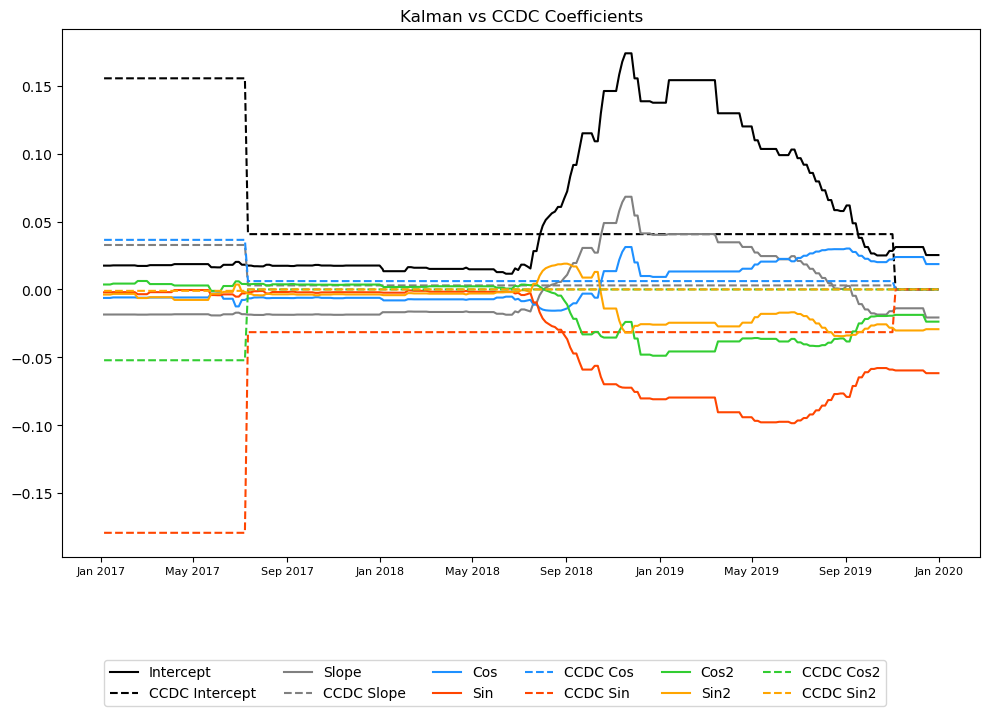 Kalman vs CCDC Coefficients
0.15
0.10
0.05
0.00
−0.05
−0.10
−0.15
Jan 2017 May 2017 Sep 2017 Jan 2018 May 2018 Sep 2018 Jan 2019 May 2019 Sep 2019 Jan 2020
Intercept Slope Cos CCDC Cos Cos2 CCDC Cos2
CCDC Intercept CCDC Slope Sin CCDC Sin Sin2 CCDC Sin2